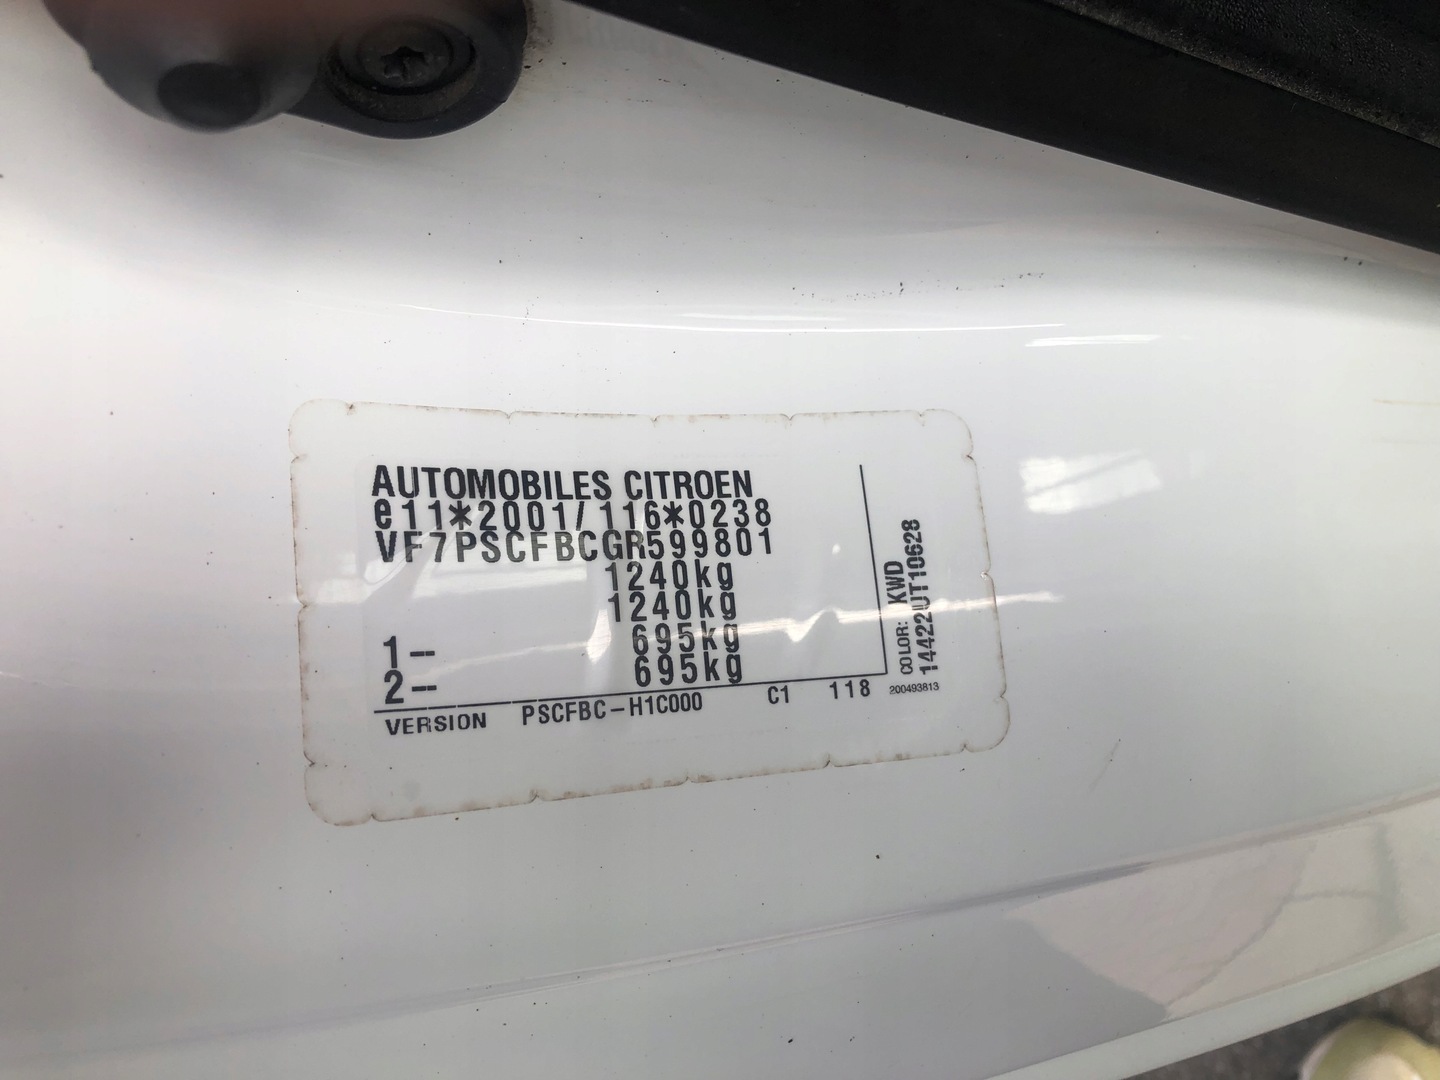 AUTOMOBILES CITROEN
e11*2001/116*0238
VF7PSCFBCGR599801
1240kg
1240kg
1-- 695kg
2-- 695kg
VERSION PSCFBC-H1C000 C1 118
COLOR: KWD
14422UT10628
200493813